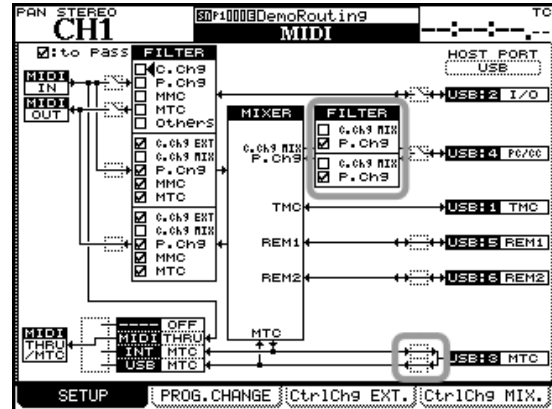 PAN STEREO
CH1
SO P1 000 DemoRouting
MIDI
TC
--:--:--.--
:to Pass
FILTER
C.Chg
P.Chg
MMC
MTC
Others
HOST PORT
USB
MIDI IN
MIDI OUT
USB:2 I/O
C.Chg EXT
C.Chg MIX
P.Chg
MMC
MTC
MIXER
C.Chg MIX
P.Chg
FILTER
C.Chg MIX
P.Chg
C.Chg MIX
P.Chg
USB:4 PC/CC
C.Chg EXT
C.Chg MIX
P.Chg
MMC
MTC
TMC
USB:1 TMC
REM1
USB:5 REM1
REM2
USB:6 REM2
MTC
MIDI THRU /MTC
---- OFF
MIDI THRU
INT MTC
USB MTC
USB:3 MTC
SETUP
PROG.CHANGE
CtrlChg EXT.
CtrlChg MIX.